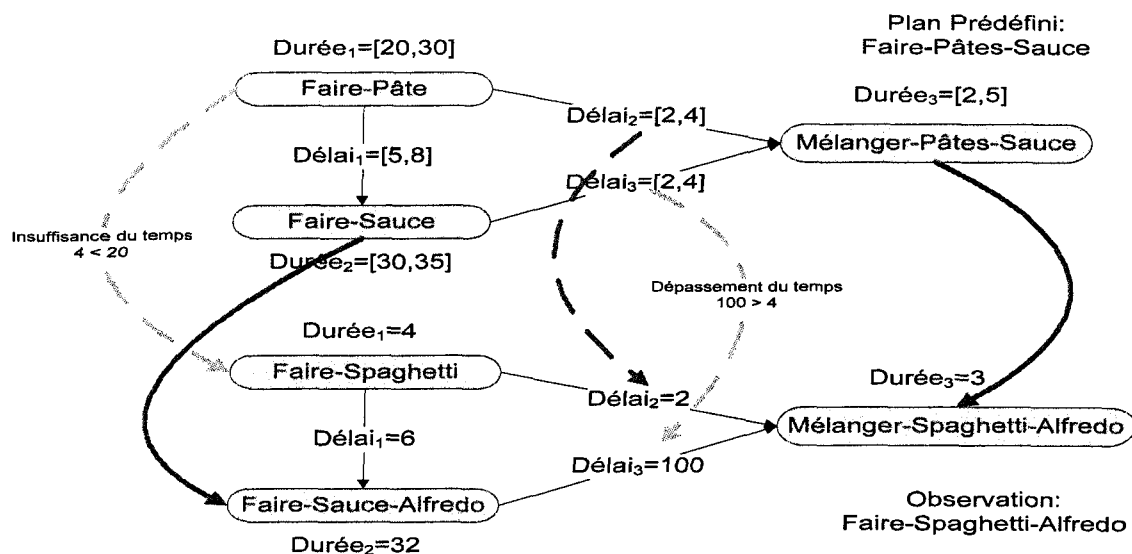 Plan Prédéfini:
Faire-Pâtes-Sauce
Durée₁=[20,30]
Faire-Pâte
Délai₂=[2,4]
Durée₃=[2,5]
Mélanger-Pâtes-Sauce
Délai₁=[5,8]
Délai₃=[2,4]
Faire-Sauce
Insuffisance du temps
4 < 20
Durée₂=[30,35]
Dépassement du temps
100 > 4
Durée₁=4
Faire-Spaghetti
Délai₂=2
Durée₃=3
Mélanger-Spaghetti-Alfredo
Délai₁=6
Délai₃=100
Faire-Sauce-Alfredo
Durée₂=32
Observation:
Faire-Spaghetti-Alfredo